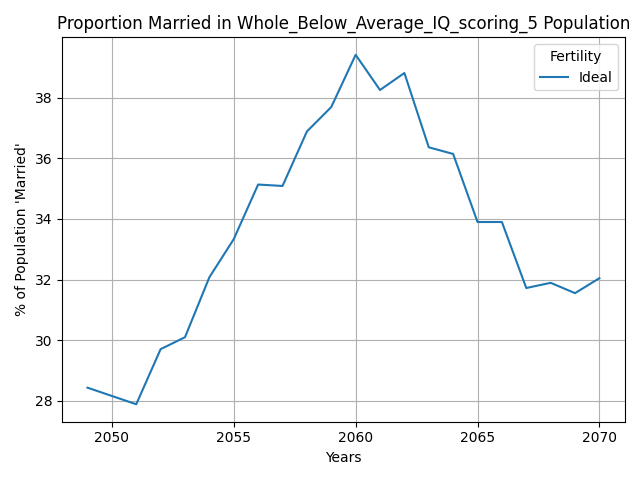 Proportion Married in Whole_Below_Average_IQ_scoring_5 Population
Fertility
Ideal
% of Population 'Married'
38
36
34
32
30
28
2050
2055
2060
2065
2070
Years